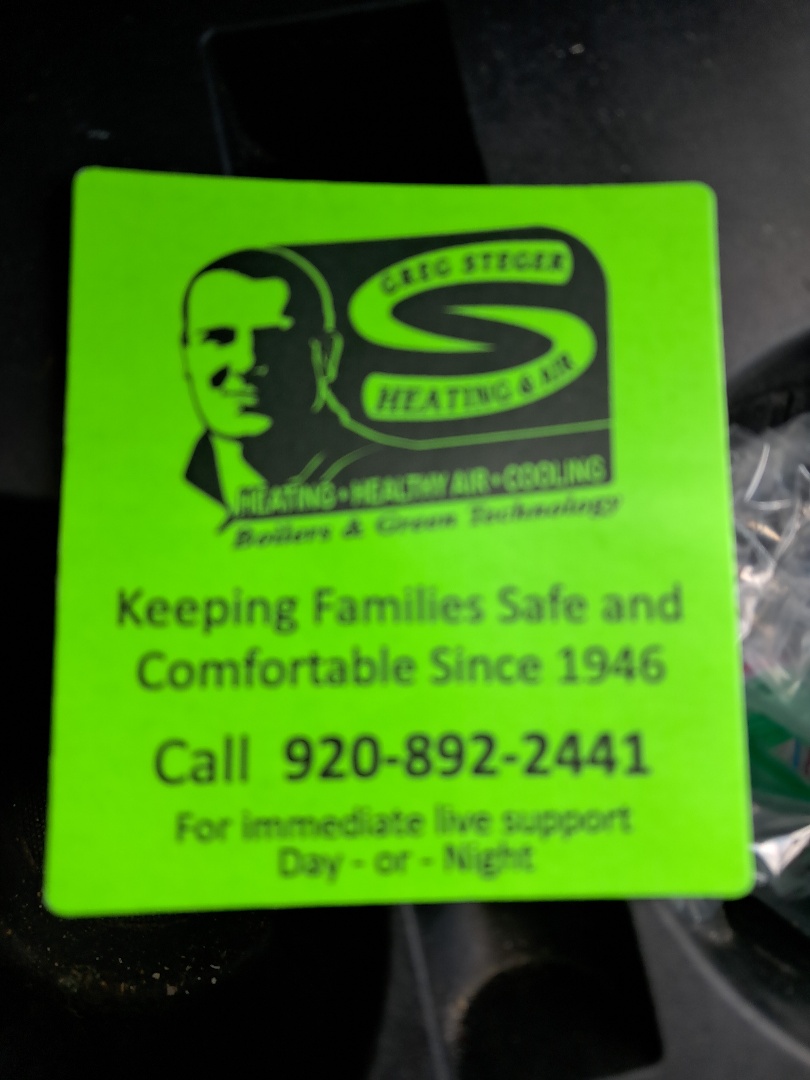 GREG STEGER
HEATING & AIR
HEATING • HEALTHY AIR • COOLING
Boilers & Green Technology
Keeping Families Safe and
Comfortable Since 1946
Call 920-892-2441
For immediate live support
Day - or - Night